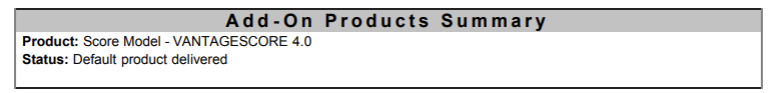 Add-On Products Summary
Product: Score Model - VANTAGESCORE 4.0
Status: Default product delivered